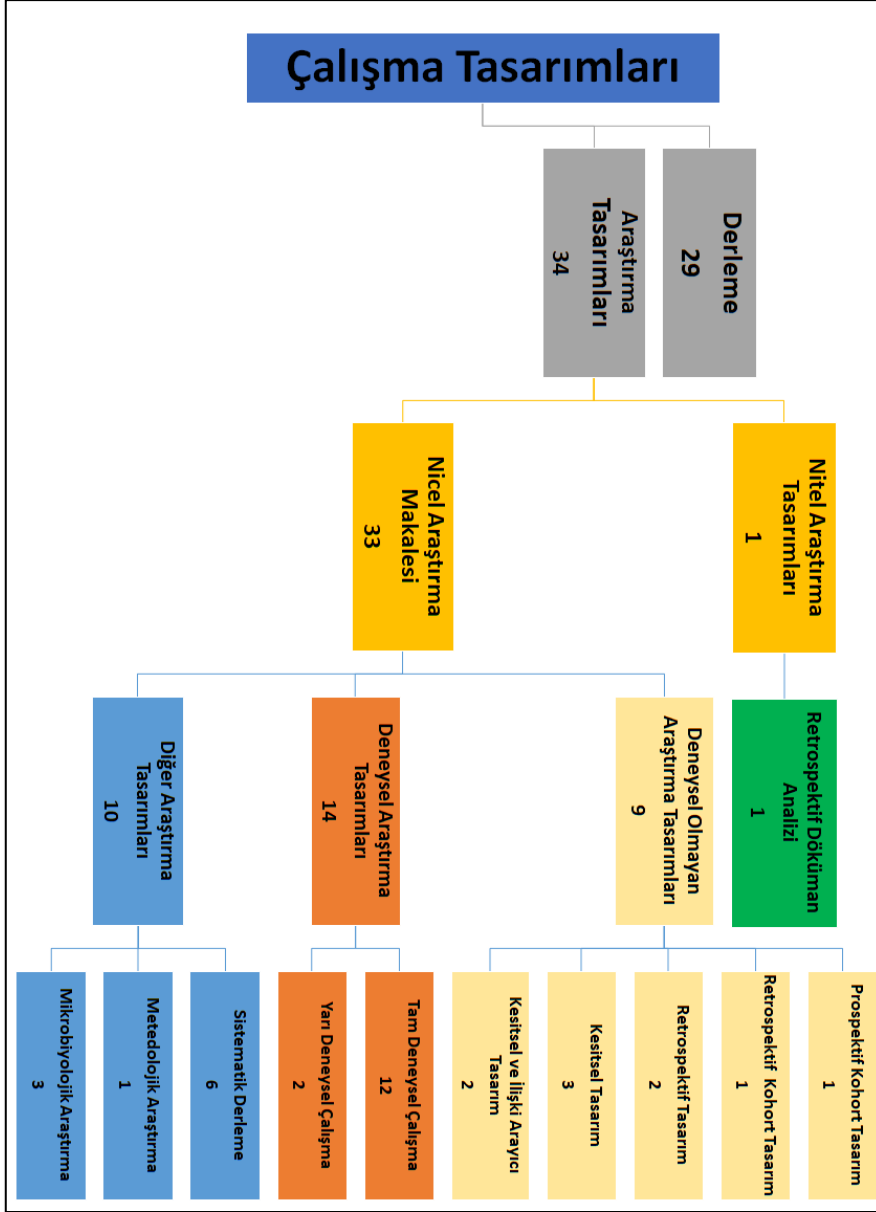 Çalışma Tasarımları
Derleme
29
Araştırma
Tasarımları
34
Nitel Araştırma
Tasarımları
1
Nicel Araştırma
Makalesi
33
Retrospektif Döküman
Analizi
1
Deneysel Olmayan
Araştırma Tasarımları
9
Deneysel Araştırma
Tasarımları
14
Diğer Araştırma
Tasarımları
10
Prospektif Kohort Tasarım
1
Retrospektif Kohort Tasarım
1
Retrospektif Tasarım
2
Kesitsel Tasarım
3
Kesitsel ve İlişki Arayıcı
Tasarım
2
Tam Deneysel Çalışma
12
Yarı Deneysel Çalışma
2
Sistematik Derleme
6
Metedolojik Araştırma
1
Mikrobiyolojik Araştırma
3